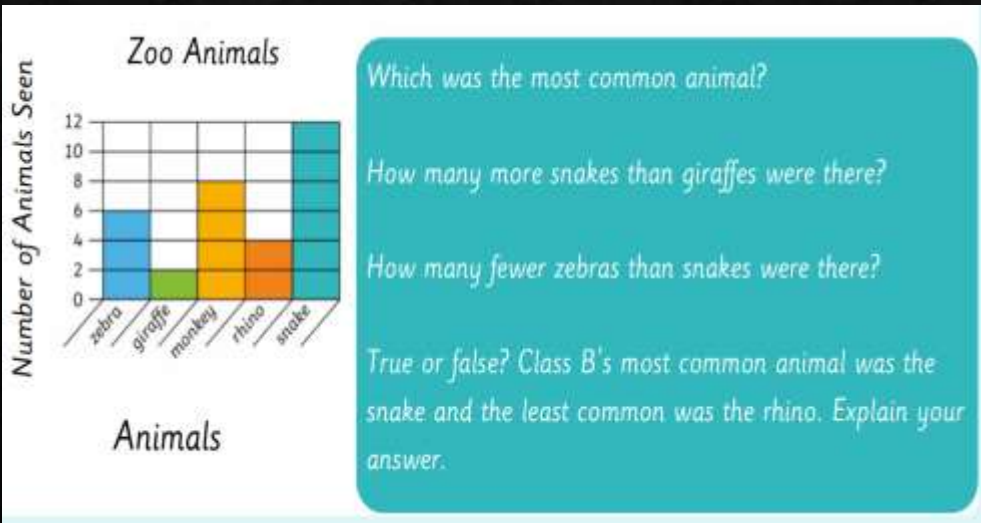 Zoo Animals
Number of Animals Seen
12
10
8
6
4
2
0
zebra
giraffe
monkey
rhino
snake
Animals
Which was the most common animal?
How many more snakes than giraffes were there?
How many fewer zebras than snakes were there?
True or false? Class B's most common animal was the
snake and the least common was the rhino. Explain your
answer.